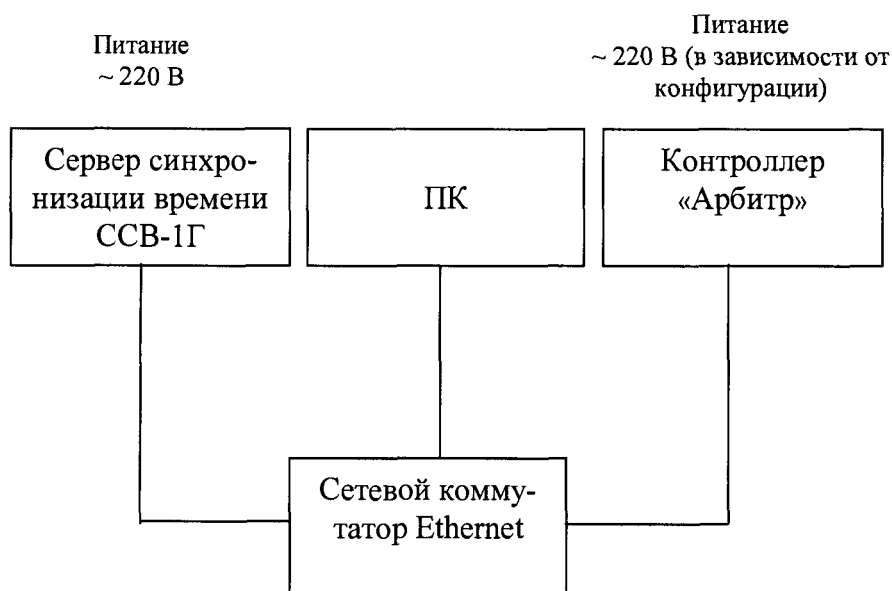 Питание
~ 220 В
Питание
~ 220 В (в зависимости от
конфигурации)
Сервер синхро-
низации времени
ССВ-1Г
ПК
Контроллер
«Арбитр»
Сетевой комму-
татор Ethernet